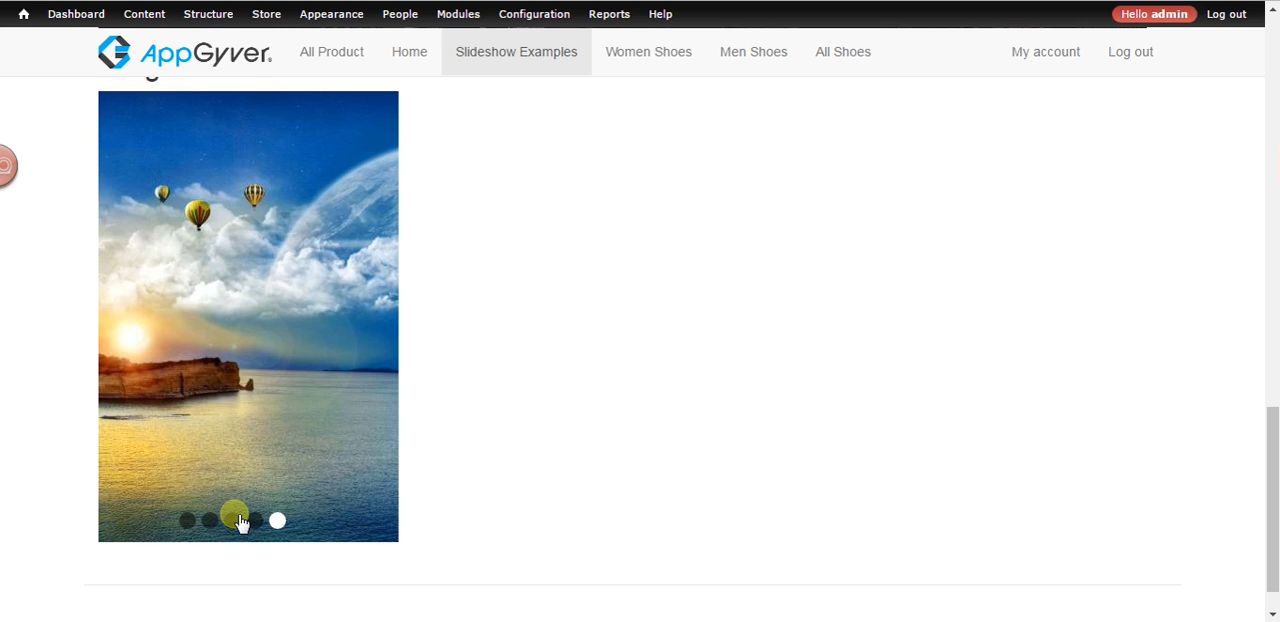 Dashboard Content Structure Store Appearance People Modules Configuration Reports Help Hello admin Log out
AppGyver All Product Home Slideshow Examples Women Shoes Men Shoes All Shoes My account Log out